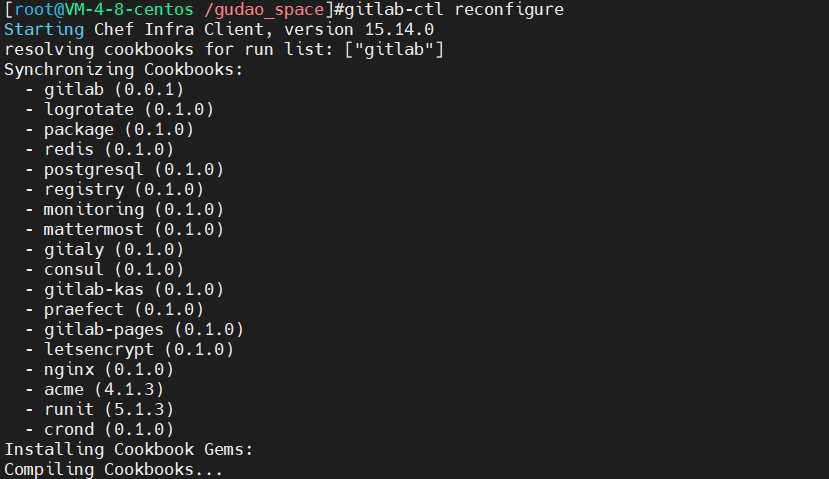 [root@VM-4-8-centos /gudao_space]#gitlab-ctl reconfigure
Starting Chef Infra Client, version 15.14.0
resolving cookbooks for run list: ["gitlab"]
Synchronizing Cookbooks:
  - gitlab (0.0.1)
  - logrotate (0.1.0)
  - package (0.1.0)
  - redis (0.1.0)
  - postgresql (0.1.0)
  - registry (0.1.0)
  - monitoring (0.1.0)
  - mattermost (0.1.0)
  - gitaly (0.1.0)
  - consul (0.1.0)
  - gitlab-kas (0.1.0)
  - praefect (0.1.0)
  - gitlab-pages (0.1.0)
  - letsencrypt (0.1.0)
  - nginx (0.1.0)
  - acme (4.1.3)
  - runit (5.1.3)
  - crond (0.1.0)
Installing Cookbook Gems:
Compiling Cookbooks...